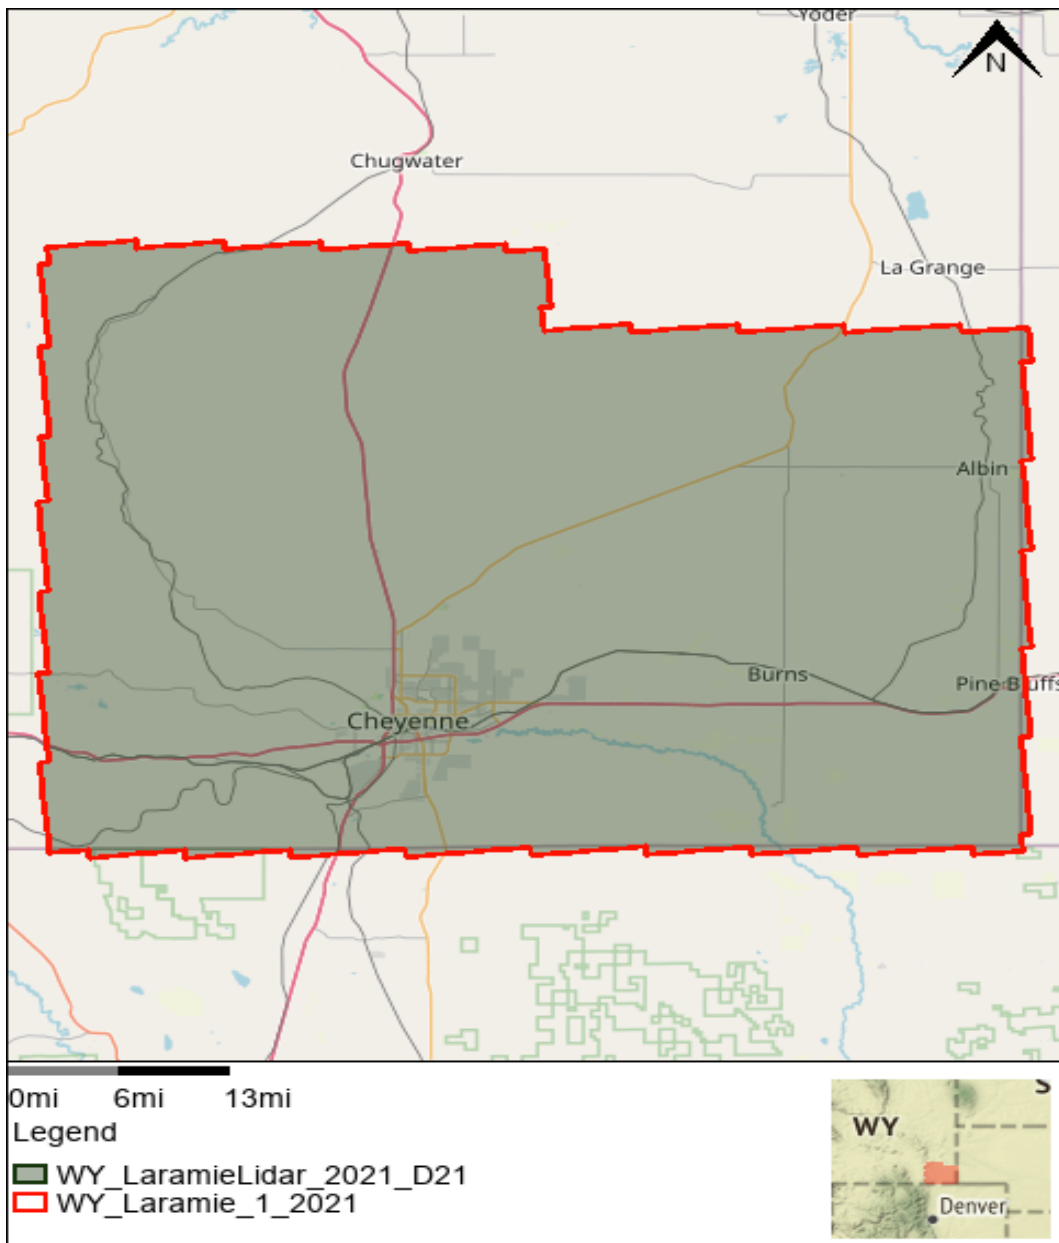 Yoder
N
Chugwater
La Grange
Albin
Burns
Pine Bluffs
Cheyenne
0mi 6mi 13mi
Legend
WY_LaramieLidar_2021_D21
WY_Laramie_1_2021
S
WY
Denver